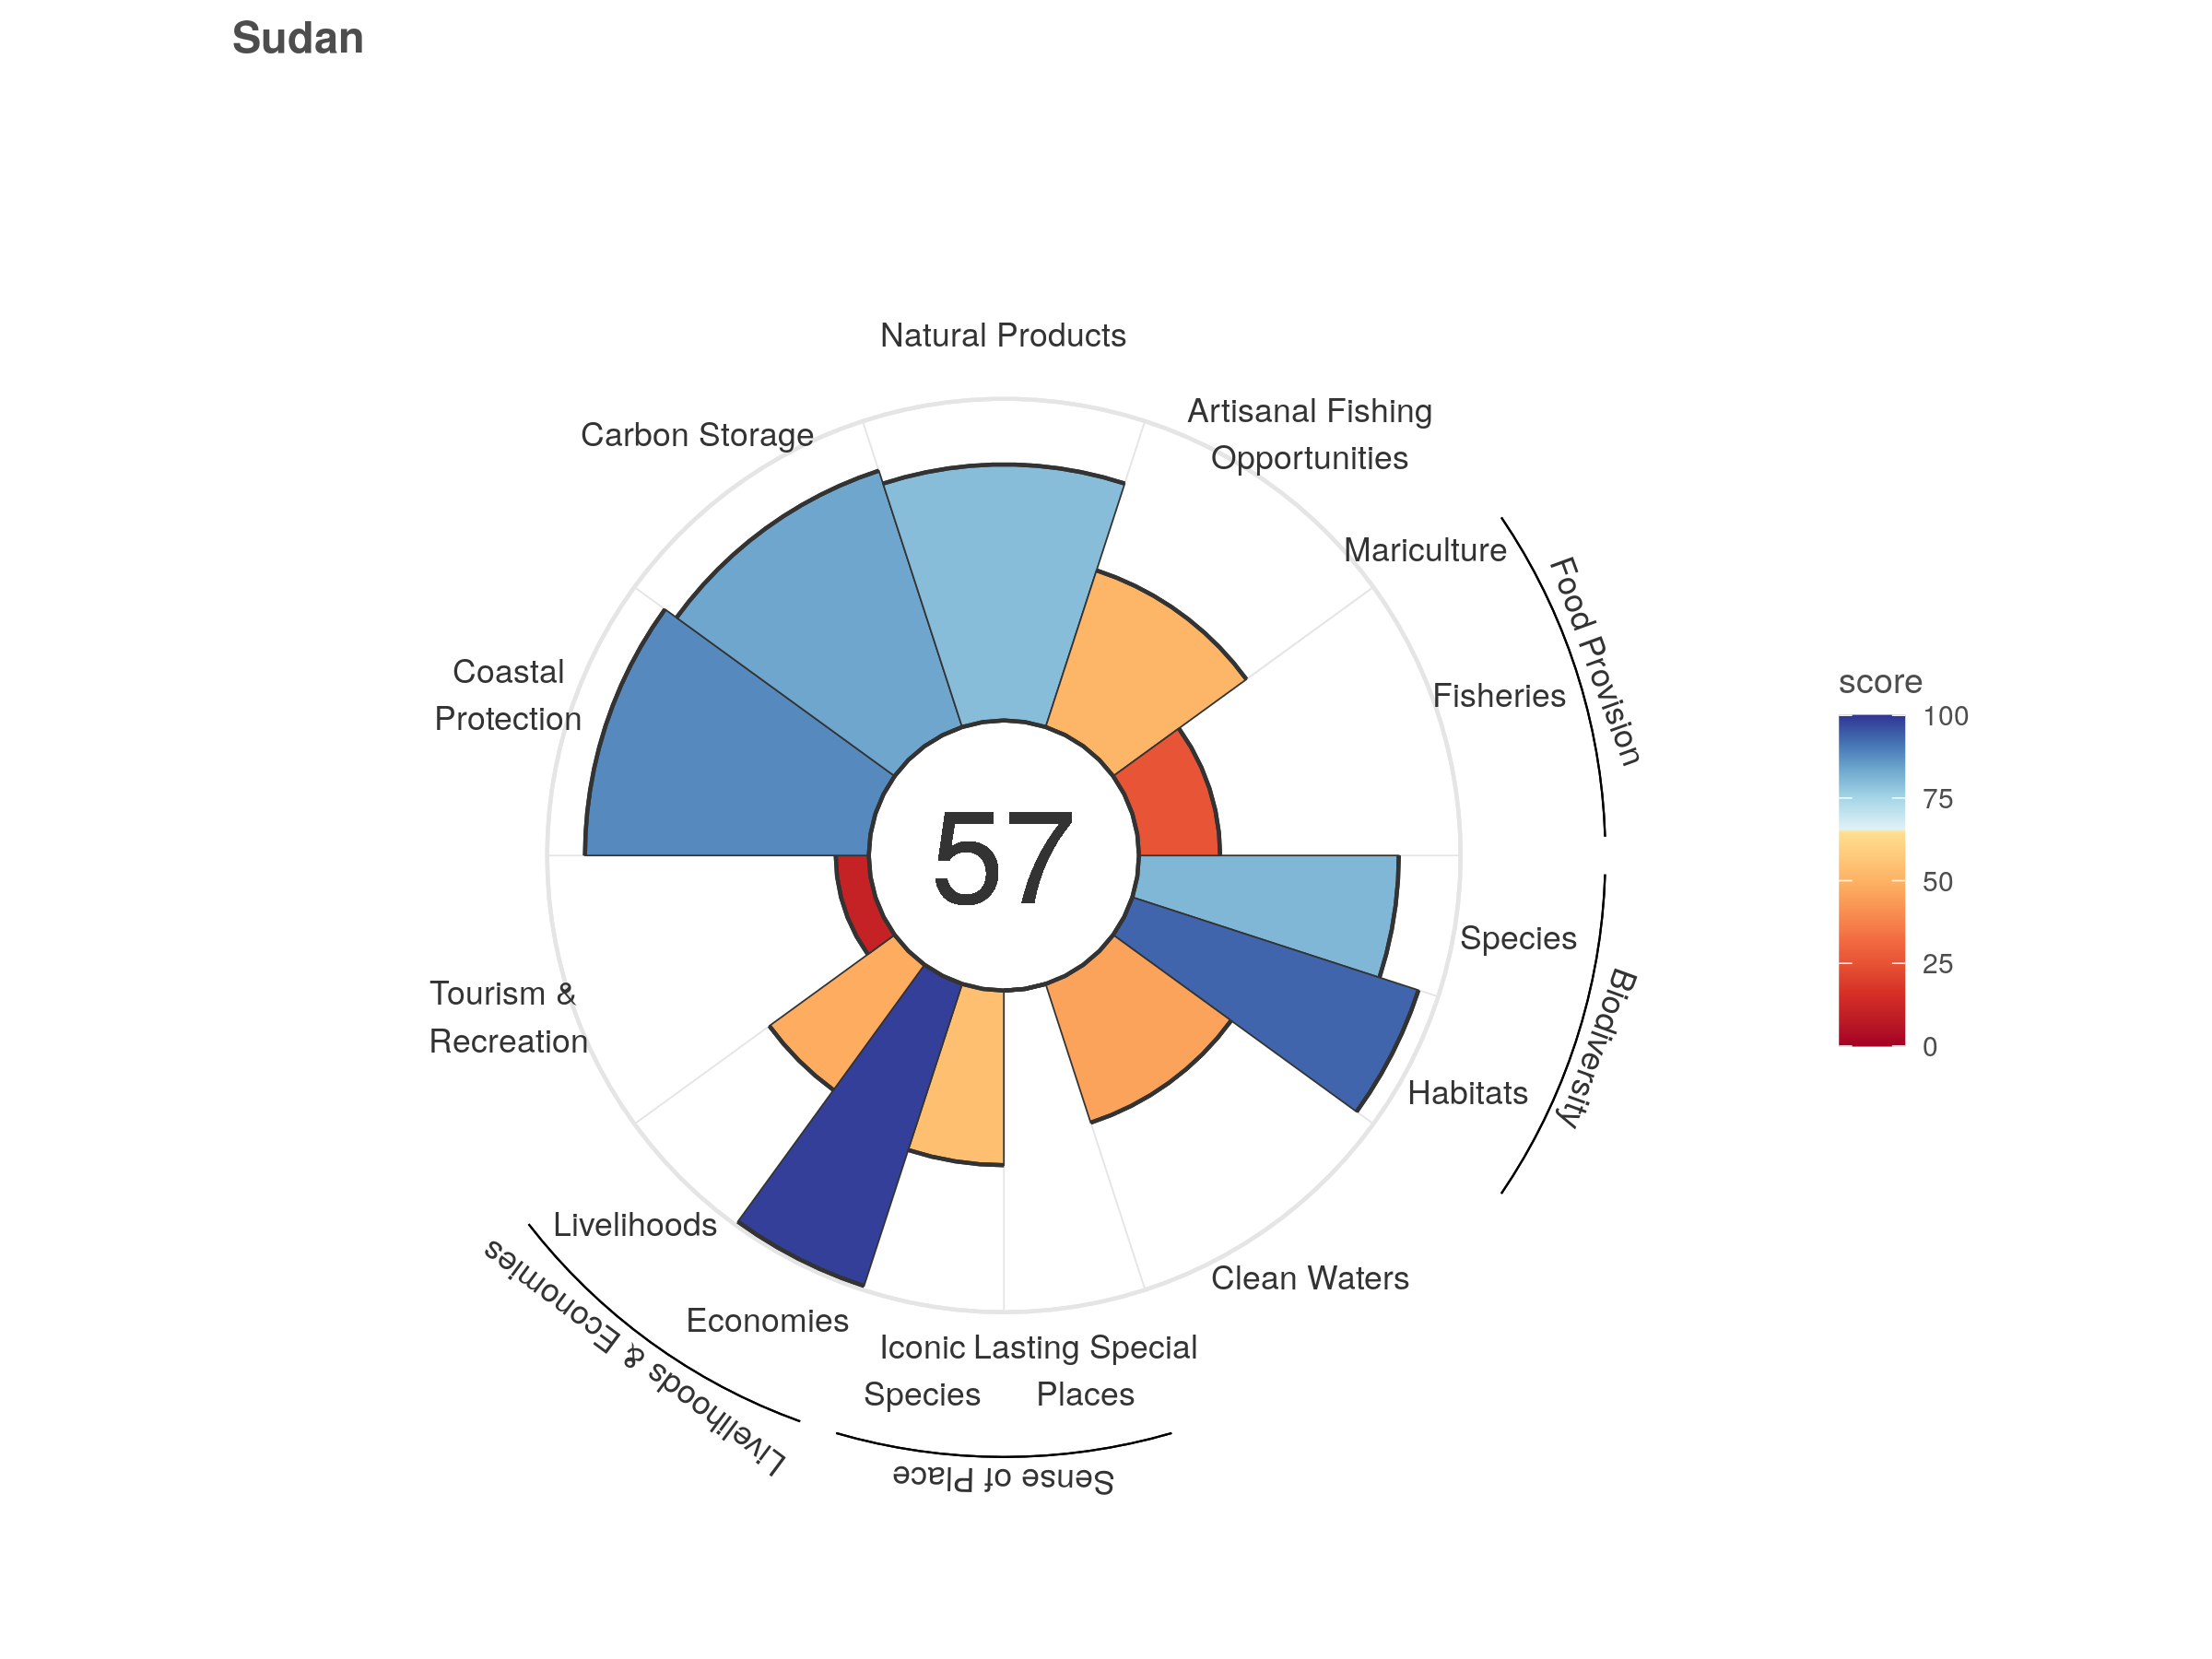 Sudan
Natural Products
Artisanal Fishing
Opportunities
Carbon Storage
Mariculture
Food Provision
Fisheries
Coastal
Protection
score
100
75
50
25
0
57
Species
Biodiversity
Habitats
Tourism &
Recreation
Livelihoods
Livelihoods & Economies
Economies
Clean Waters
Iconic
Species
Lasting Special
Places
Sense of Place